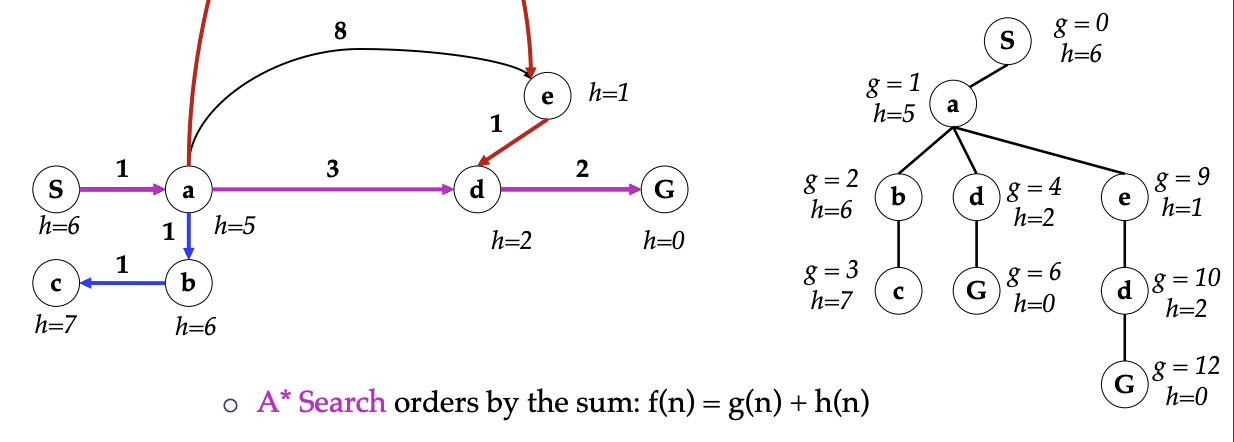 8
e
h=1
1
S
1
a
3
d
2
G
h=6
1
h=5
h=2
h=0
c
1
b
h=7
h=6
S
g = 0
h=6
g = 1
h=5
a
g = 2
h=6
b
d
g = 4
h=2
e
g = 9
h=1
g = 3
h=7
c
G
g = 6
h=0
d
g = 10
h=2
G
g = 12
h=0
A* Search orders by the sum: f(n) = g(n) + h(n)